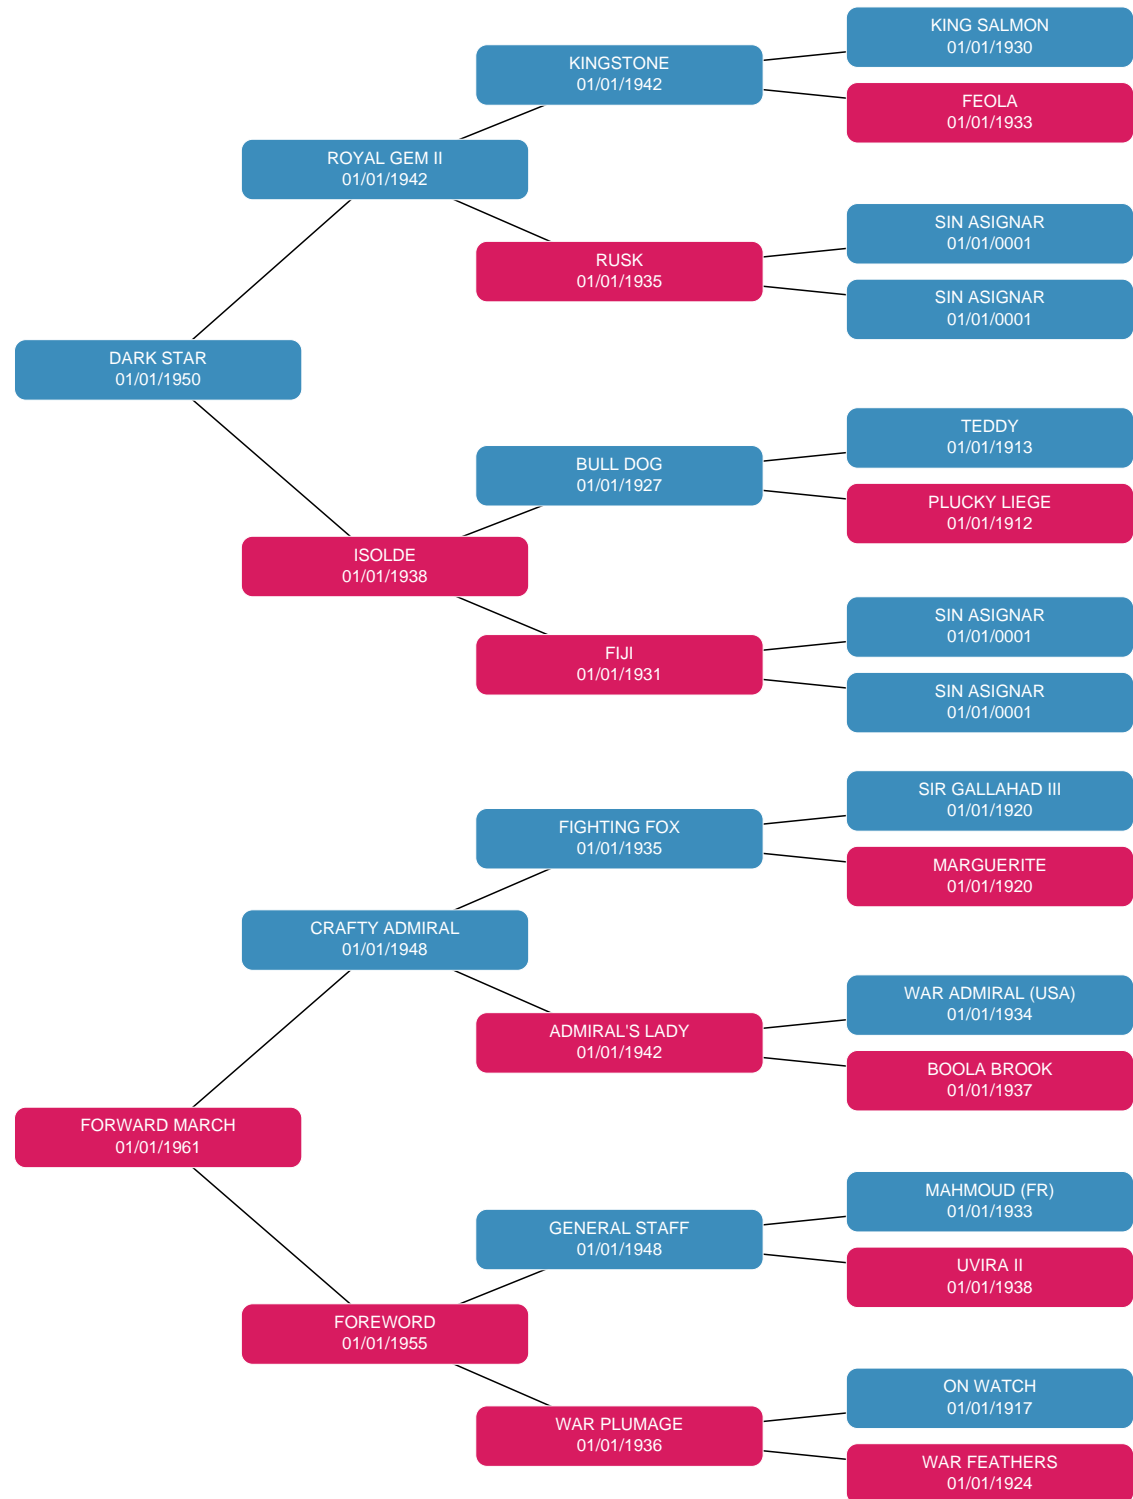 KING SALMON
01/01/1930
KINGSTONE
01/01/1942
FEOLA
01/01/1933
ROYAL GEM II
01/01/1942
SIN ASIGNAR
01/01/0001
RUSK
01/01/1935
SIN ASIGNAR
01/01/0001
DARK STAR
01/01/1950
TEDDY
01/01/1913
BULL DOG
01/01/1927
PLUCKY LIEGE
01/01/1912
ISOLDE
01/01/1938
SIN ASIGNAR
01/01/0001
FIJI
01/01/1931
SIN ASIGNAR
01/01/0001
SIR GALLAHAD III
01/01/1920
FIGHTING FOX
01/01/1935
MARGUERITE
01/01/1920
CRAFTY ADMIRAL
01/01/1948
WAR ADMIRAL (USA)
01/01/1934
ADMIRAL'S LADY
01/01/1942
BOOLA BROOK
01/01/1937
FORWARD MARCH
01/01/1961
MAHMOUD (FR)
01/01/1933
GENERAL STAFF
01/01/1948
UVIRA II
01/01/1938
FOREWORD
01/01/1955
ON WATCH
01/01/1917
WAR PLUMAGE
01/01/1936
WAR FEATHERS
01/01/1924